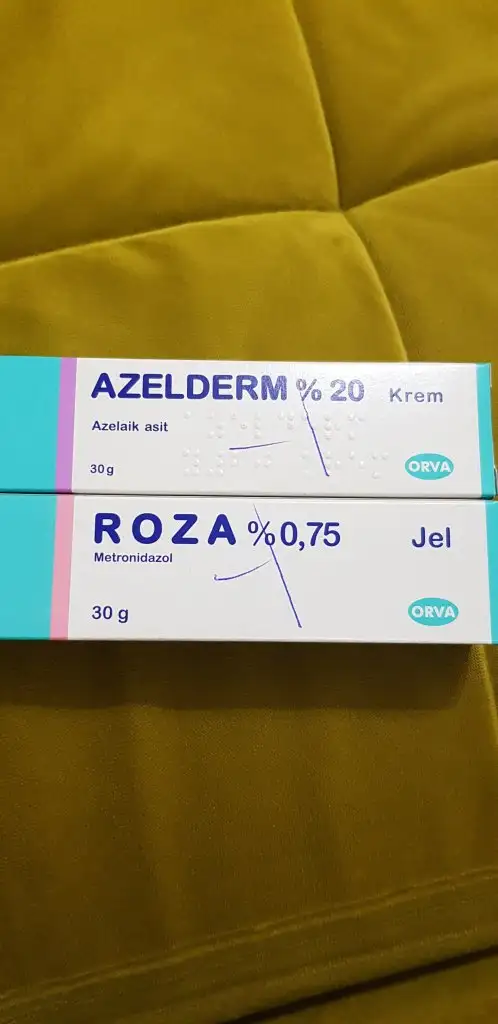 AZELDERM % 20 Krem
Azelaik asit
30 g
ORVA
ROZA % 0,75 Jel
Metronidazol
30 g
ORVA